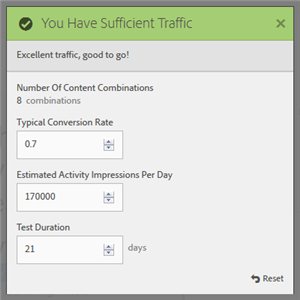 You Have Sufficient Traffic
Excellent traffic, good to go!
Number Of Content Combinations
8 combinations
Typical Conversion Rate
0.7
Estimated Activity Impressions Per Day
170000
Test Duration
21 days
Reset